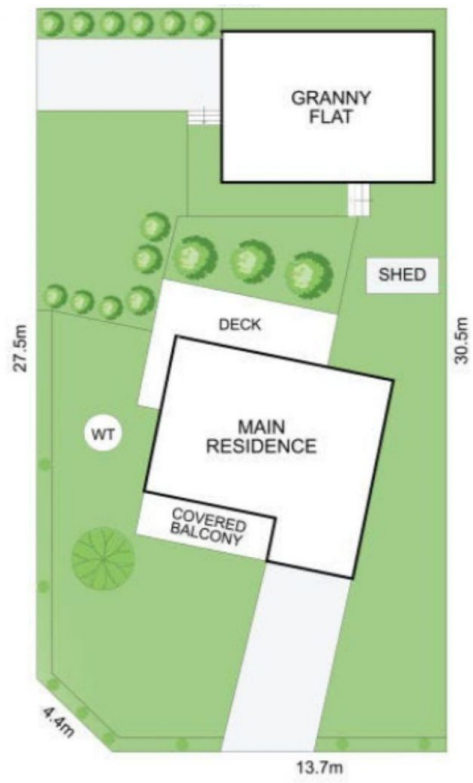 GRANNY
FLAT
SHED
DECK
27.5m
30.5m
MAIN
RESIDENCE
WT
COVERED
BALCONY
4.4m
13.7m